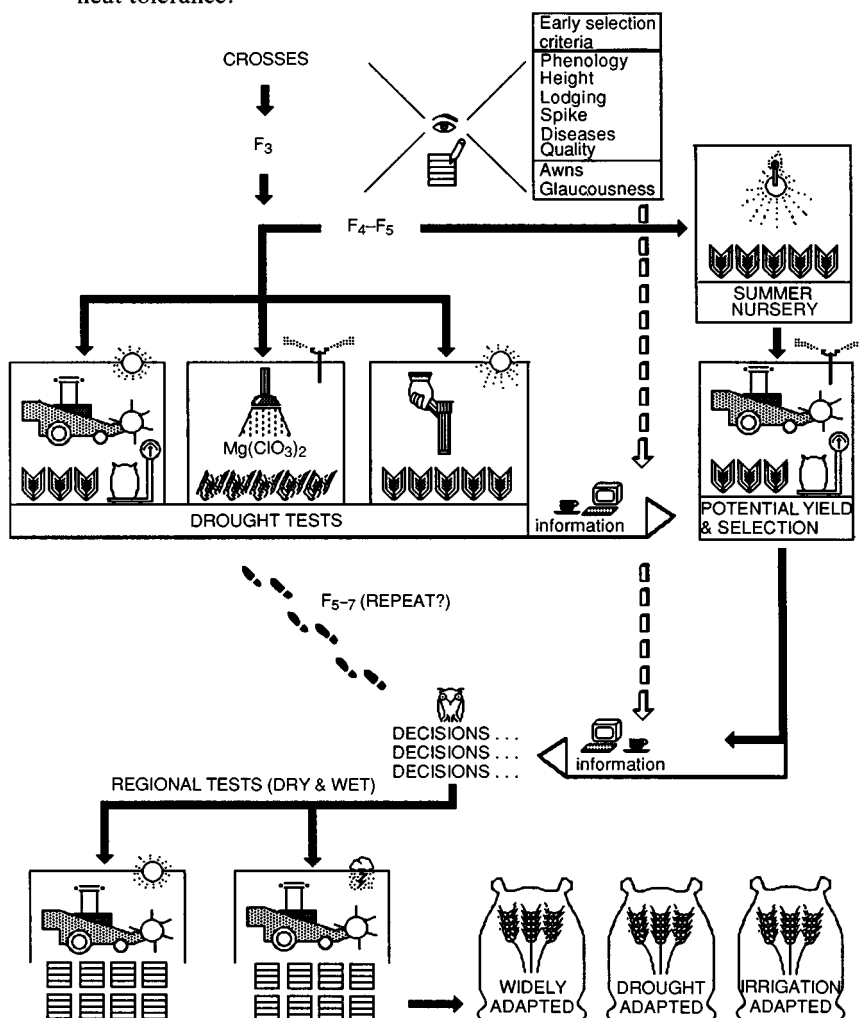 heat tolerance?
CROSSES
F3
F4–F5
Early selection
criteria
Phenology
Height
Lodging
Spike
Diseases
Quality
Awns
Glaucousness
SUMMER
NURSERY
Mg(ClO3)2
DROUGHT TESTS
information
POTENTIAL YIELD
& SELECTION
F5–7 (REPEAT?)
DECISIONS . . .
DECISIONS . . .
DECISIONS . . .
information
REGIONAL TESTS (DRY & WET)
WIDELY
ADAPTED
DROUGHT
ADAPTED
IRRIGATION
ADAPTED